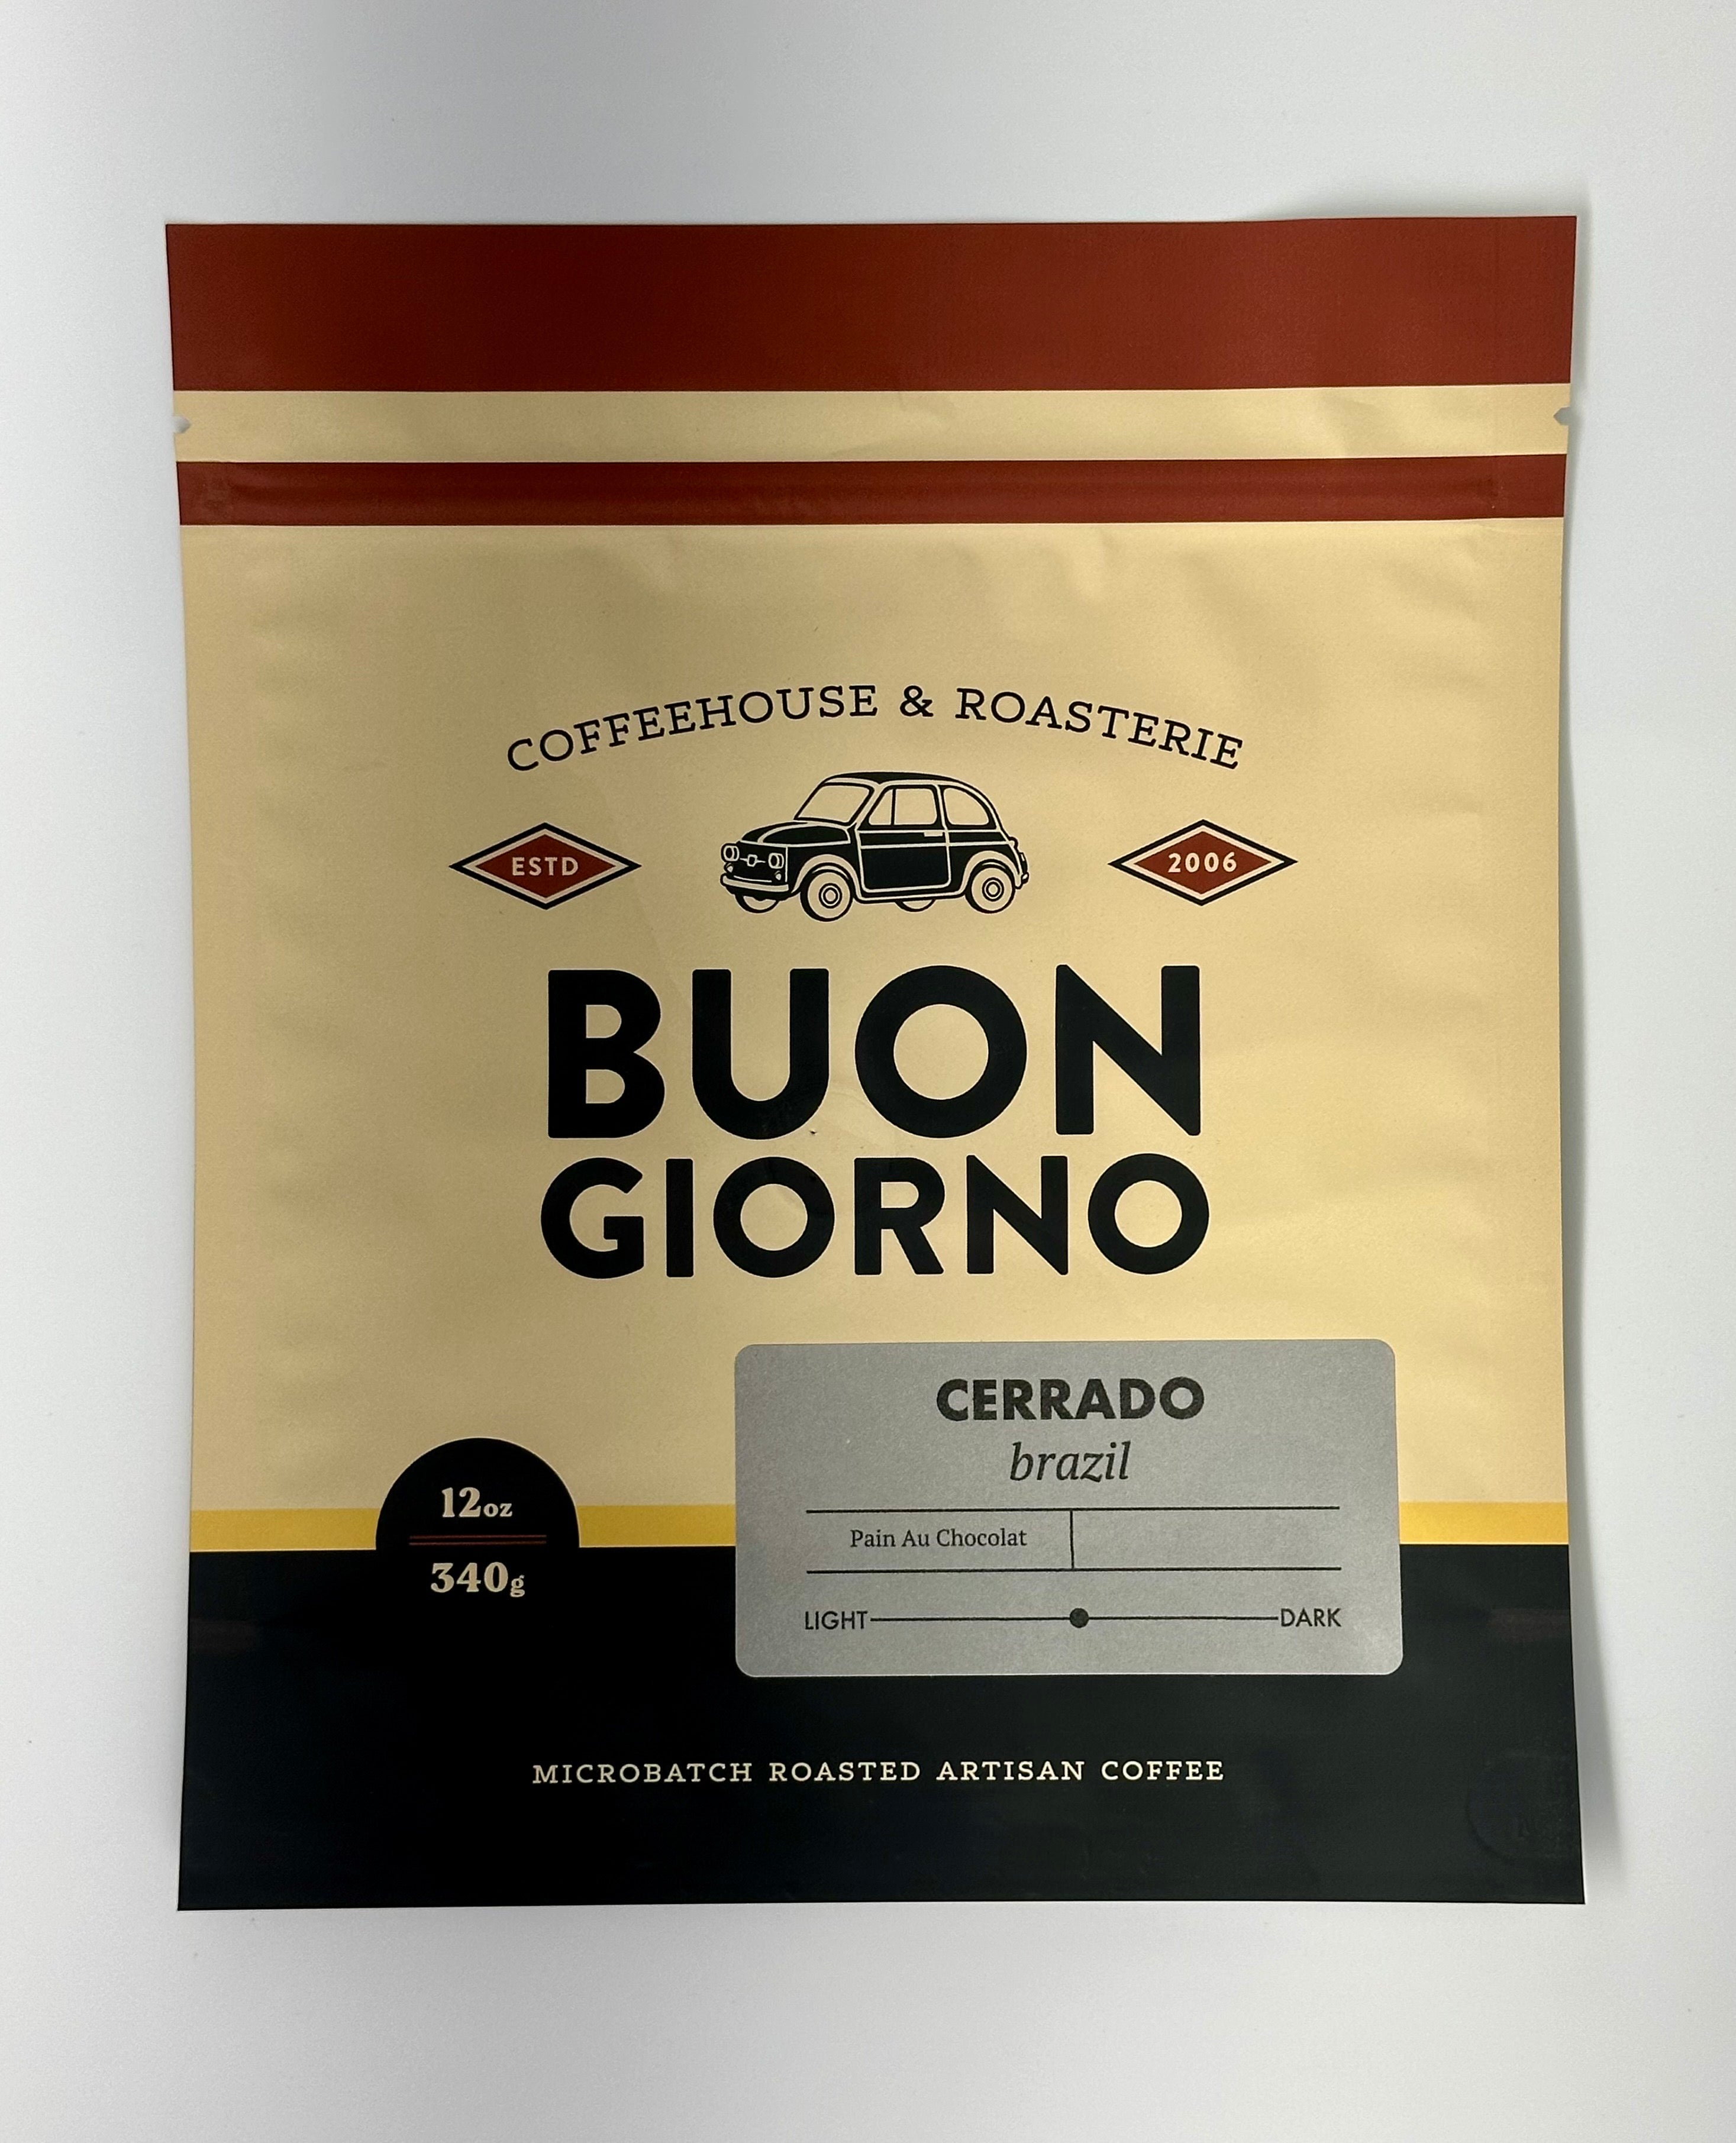 COFFEEHOUSE & ROASTERIE
ESTD
2006
BUON
GIORNO
CERRADO
brazil
Pain Au Chocolat
LIGHT DARK
12oz
340g
MICROBATCH ROASTED ARTISAN COFFEE